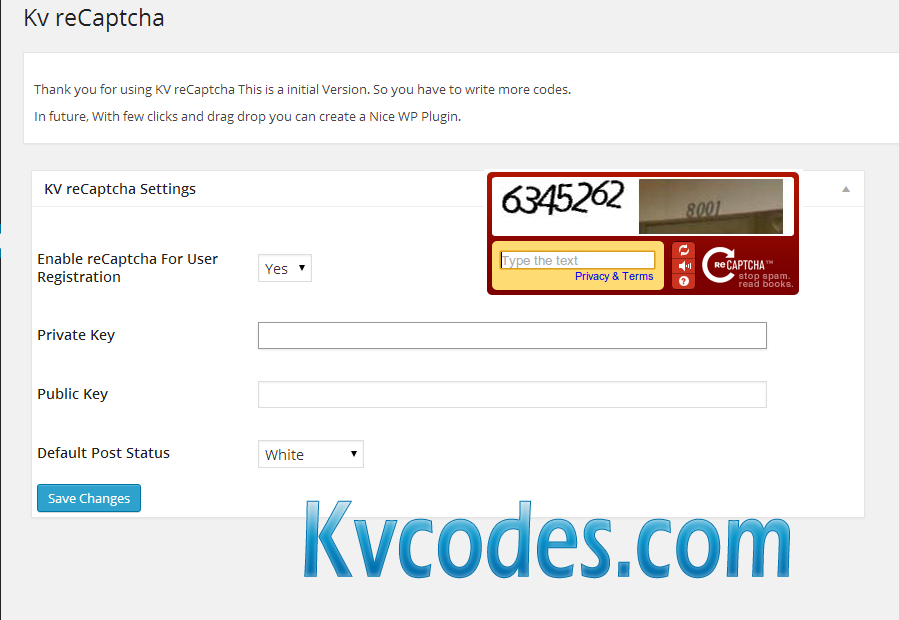 Kv reCaptcha
Thank you for using KV reCaptcha This is a initial Version. So you have to write more codes.
In future, With few clicks and drag drop you can create a Nice WP Plugin.
KV reCaptcha Settings
6345262
8001
Type the text
Privacy & Terms
reCAPTCHA™
stop spam.
read books.
Enable reCaptcha For User
Registration
Yes
Private Key
Public Key
Default Post Status
White
Save Changes
Kvcodes.com